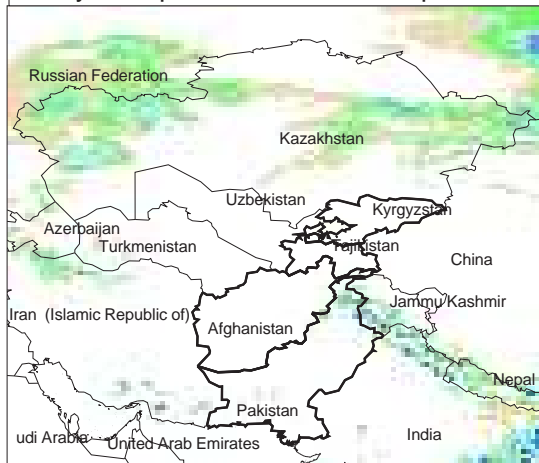 Russian Federation
Kazakhstan
Uzbekistan
Kyrgyzstan
Azerbaijan
Turkmenistan
Tajikistan
China
Jammu Kashmir
Iran (Islamic Republic of)
Afghanistan
Nepal
Pakistan
udi Arabia
United Arab Emirates
India